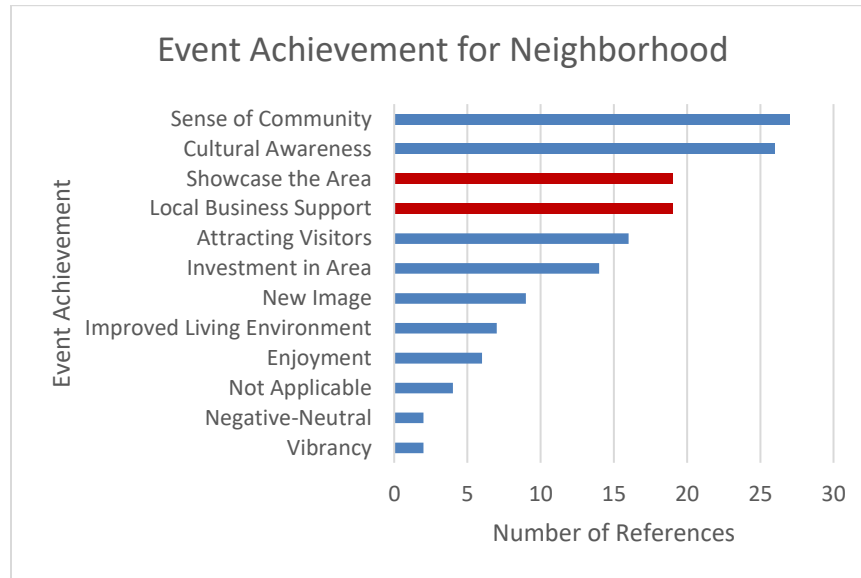 Event Achievement for Neighborhood
Event Achievement
Sense of Community
Cultural Awareness
Showcase the Area
Local Business Support
Attracting Visitors
Investment in Area
New Image
Improved Living Environment
Enjoyment
Not Applicable
Negative-Neutral
Vibrancy
0 5 10 15 20 25 30
Number of References